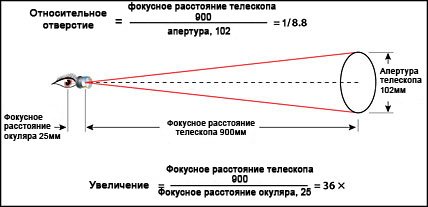 Относительное отверстие = фокусное расстояние телескопа
900
апертура, 102
=1/8.8
Апертура
телескопа
102мм
Фокусное
расстояние
окуляра 25мм
Фокусное расстояние
телескопа 900мм
Фокусное расстояние телескопа
Увеличение = 900 = 36 ×
Фокусное расстояние окуляра, 25